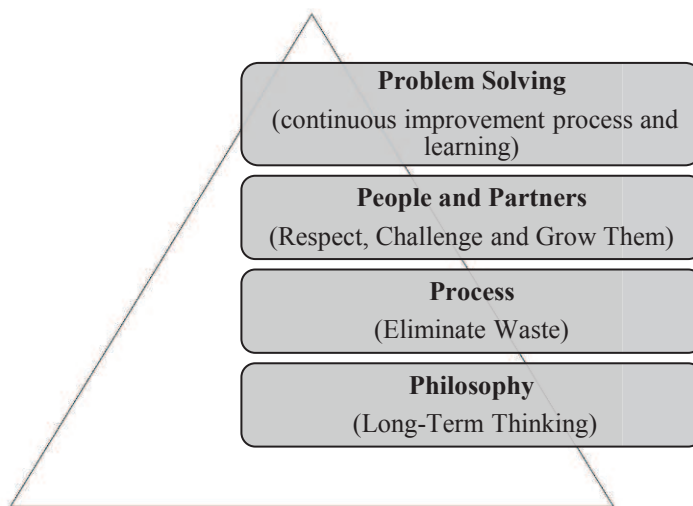 Problem Solving
(continuous improvement process and
learning)
People and Partners
(Respect, Challenge and Grow Them)
Process
(Eliminate Waste)
Philosophy
(Long-Term Thinking)